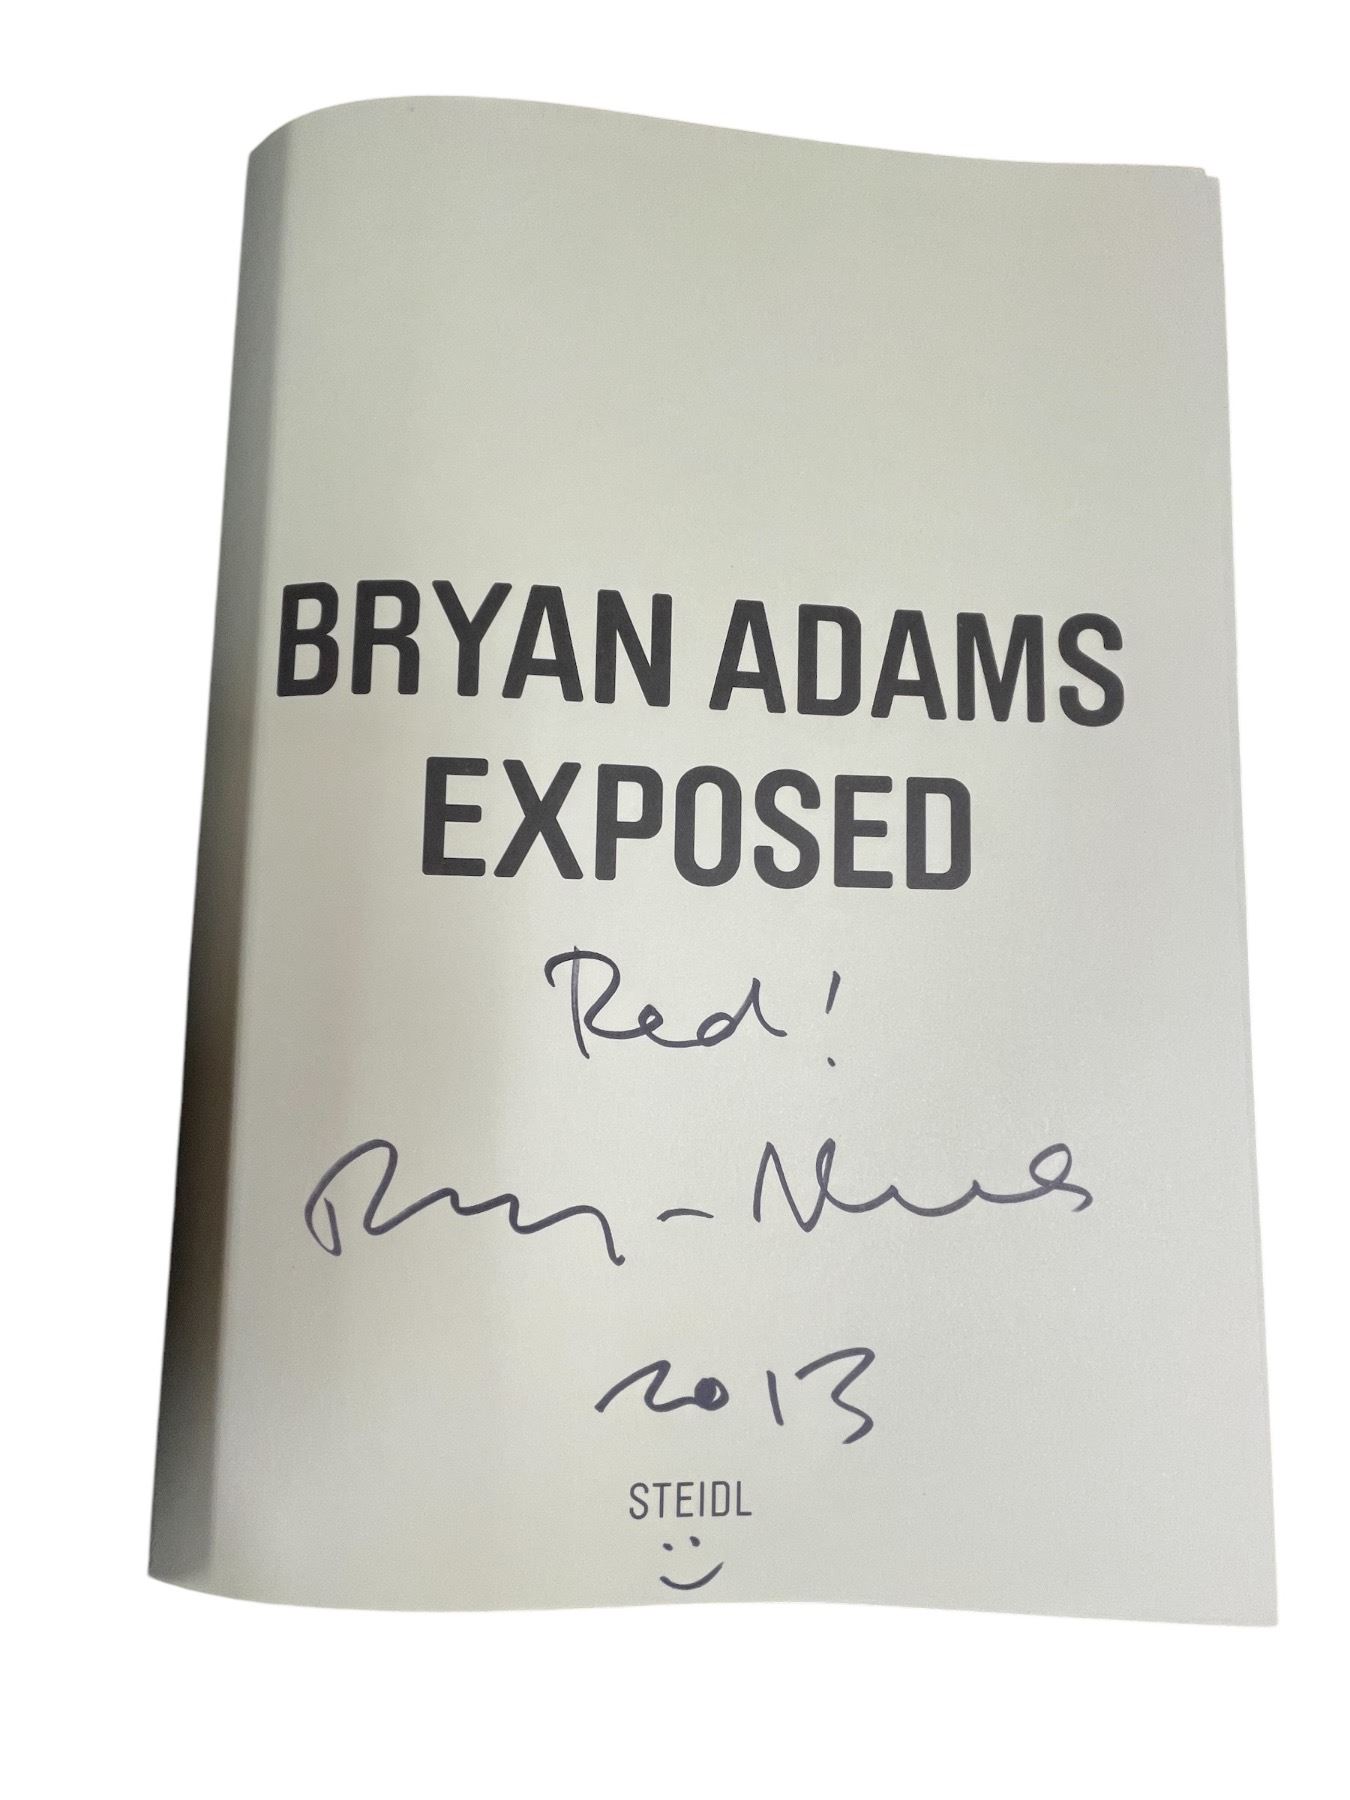 BRYAN ADAMS
EXPOSED
Red!
2013
STEIDL